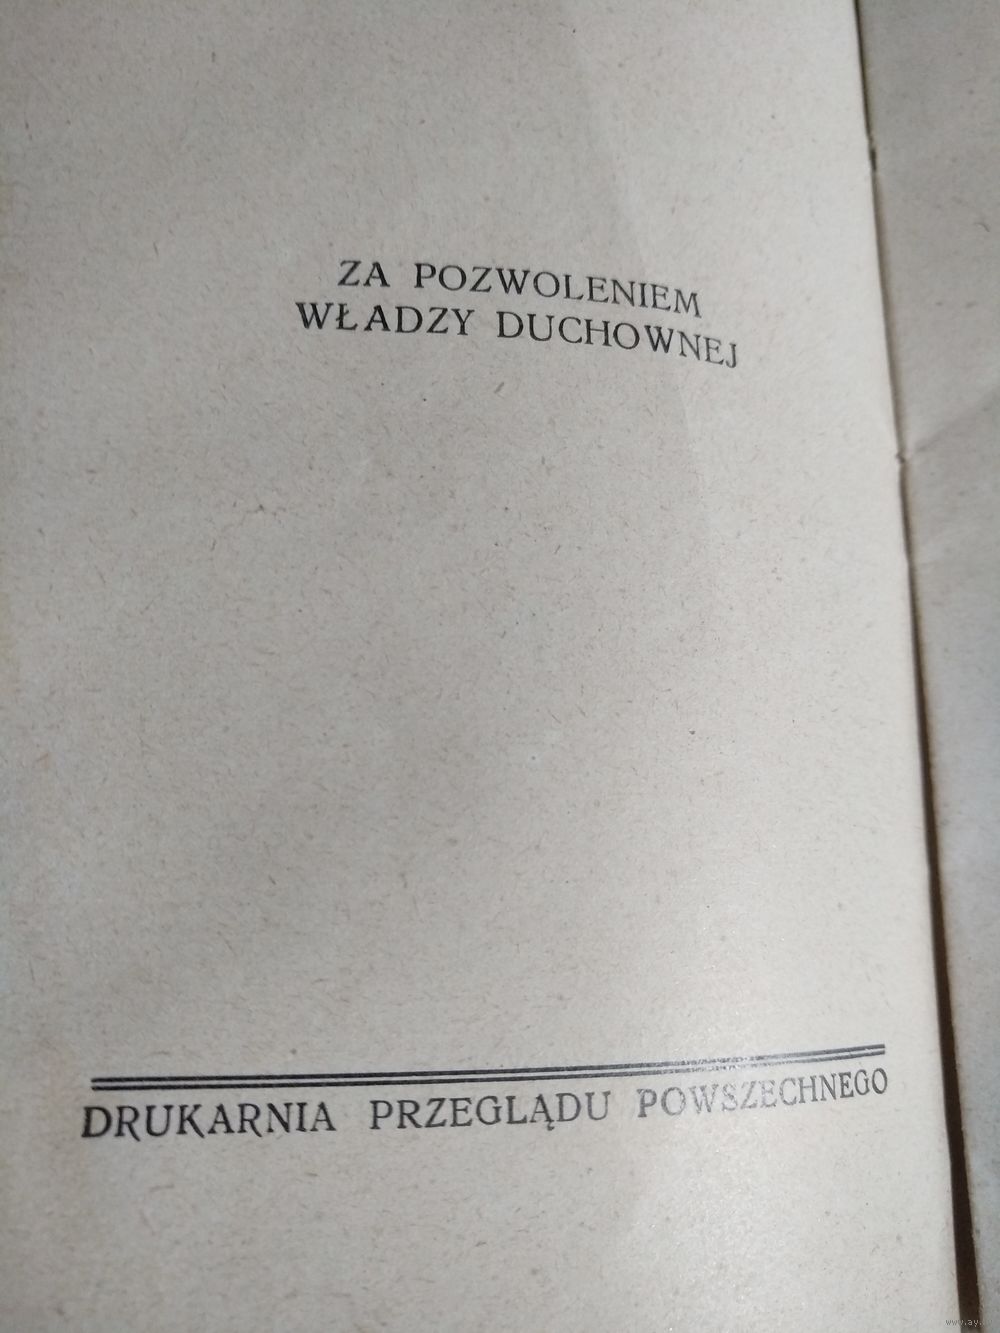 ZA POZWOLENIEM
WŁADZY DUCHOWNEJ
DRUKARNIA PRZEGLĄDU POWSZECHNEGO